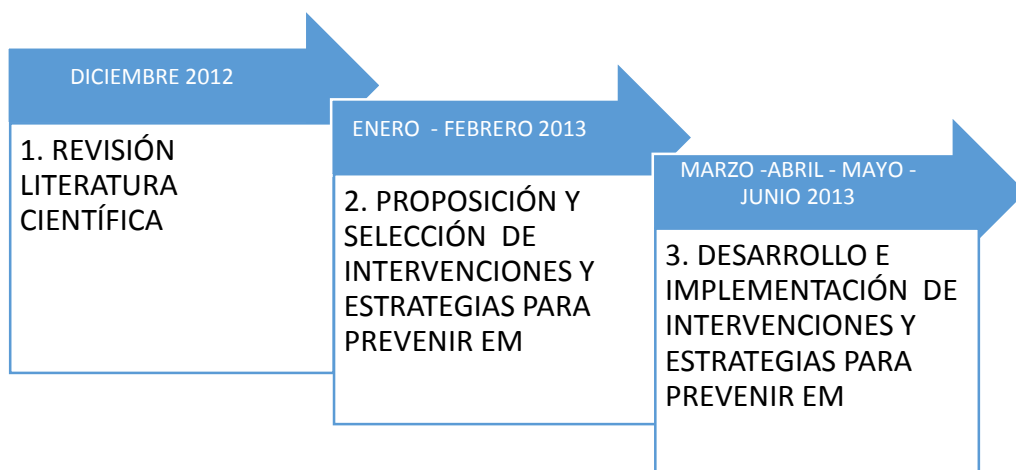 DICIEMBRE 2012
1. REVISIÓN
LITERATURA
CIENTÍFICA
ENERO - FEBRERO 2013
2. PROPOSICIÓN Y
SELECCIÓN DE
INTERVENCIONES Y
ESTRATEGIAS PARA
PREVENIR EM
MARZO -ABRIL - MAYO -
JUNIO 2013
3. DESARROLLO E
IMPLEMENTACIÓN DE
INTERVENCIONES Y
ESTRATEGIAS PARA
PREVENIR EM